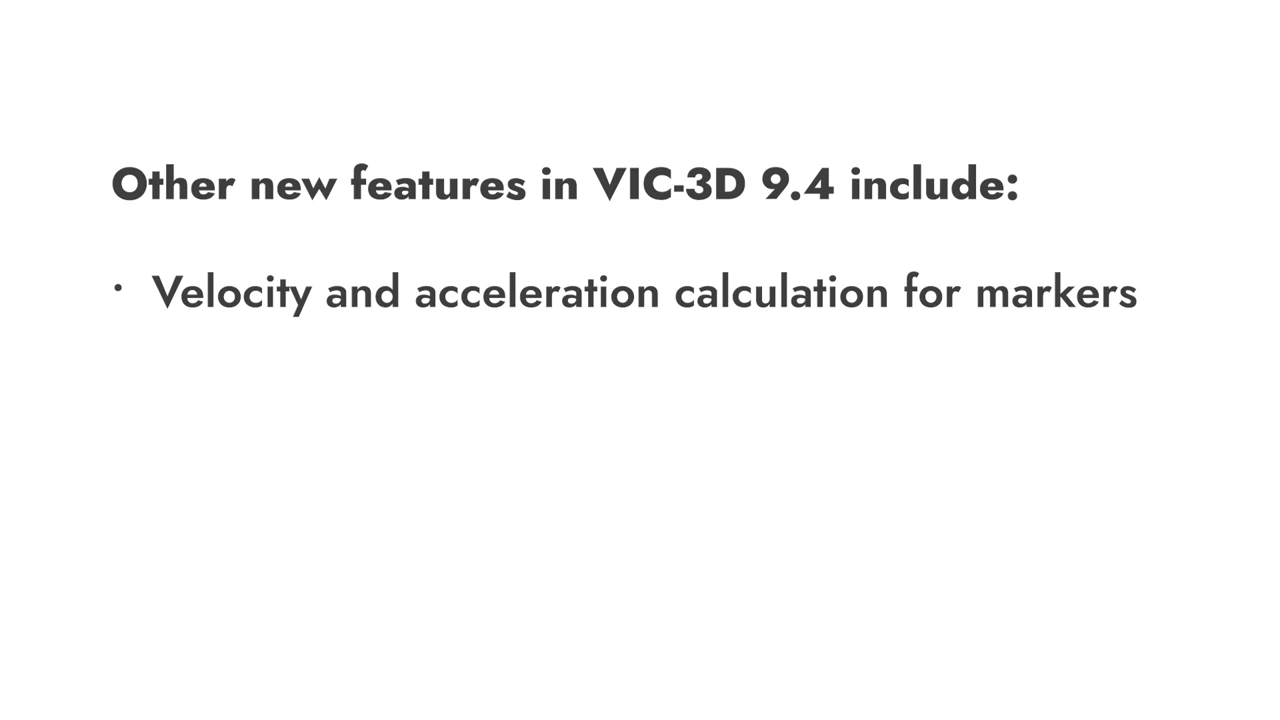 Other new features in VIC-3D 9.4 include:
· Velocity and acceleration calculation for markers